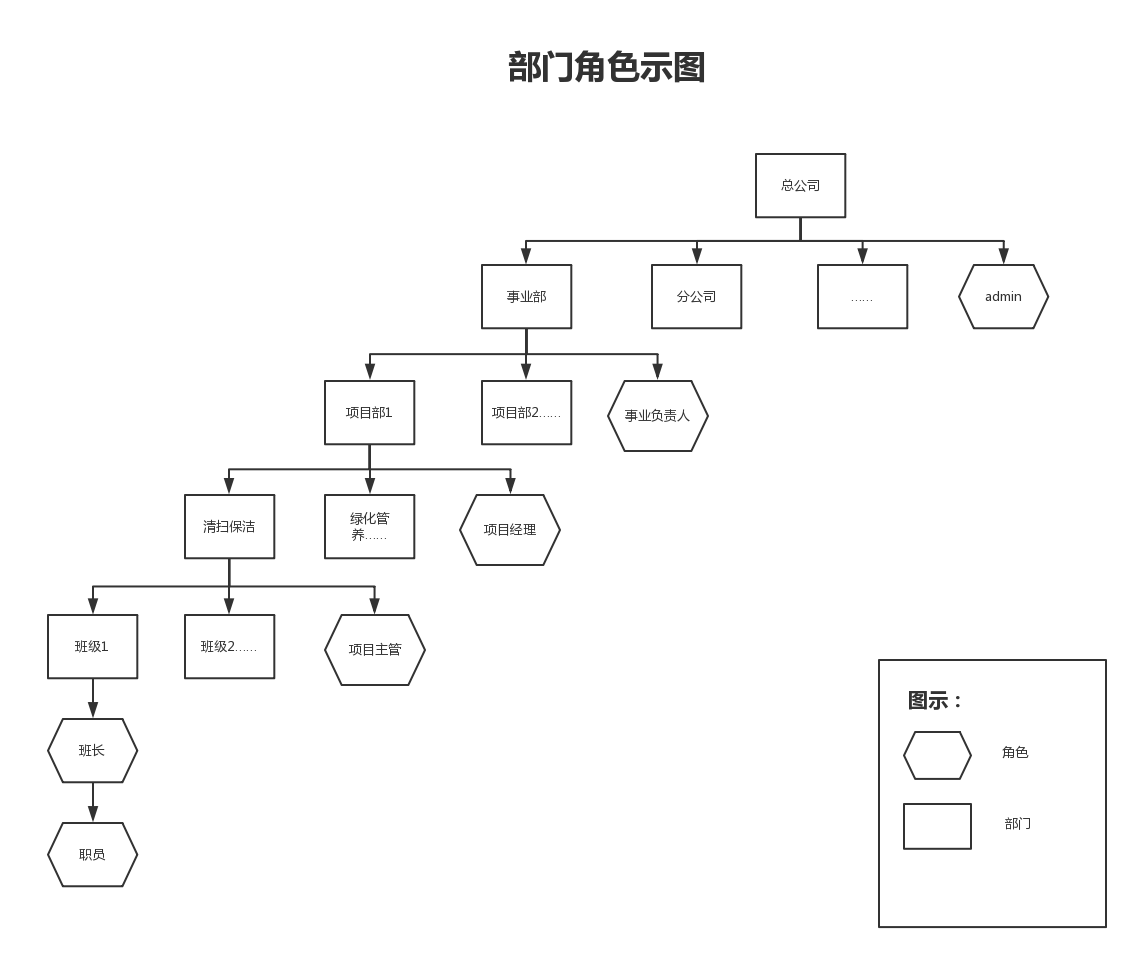 部门角色示图
总公司
事业部
分公司
……
admin
项目部1
项目部2……
事业负责人
清扫保洁
绿化管
养……
项目经理
班级1
班级2……
项目主管
班长
职员
图示：
角色
部门